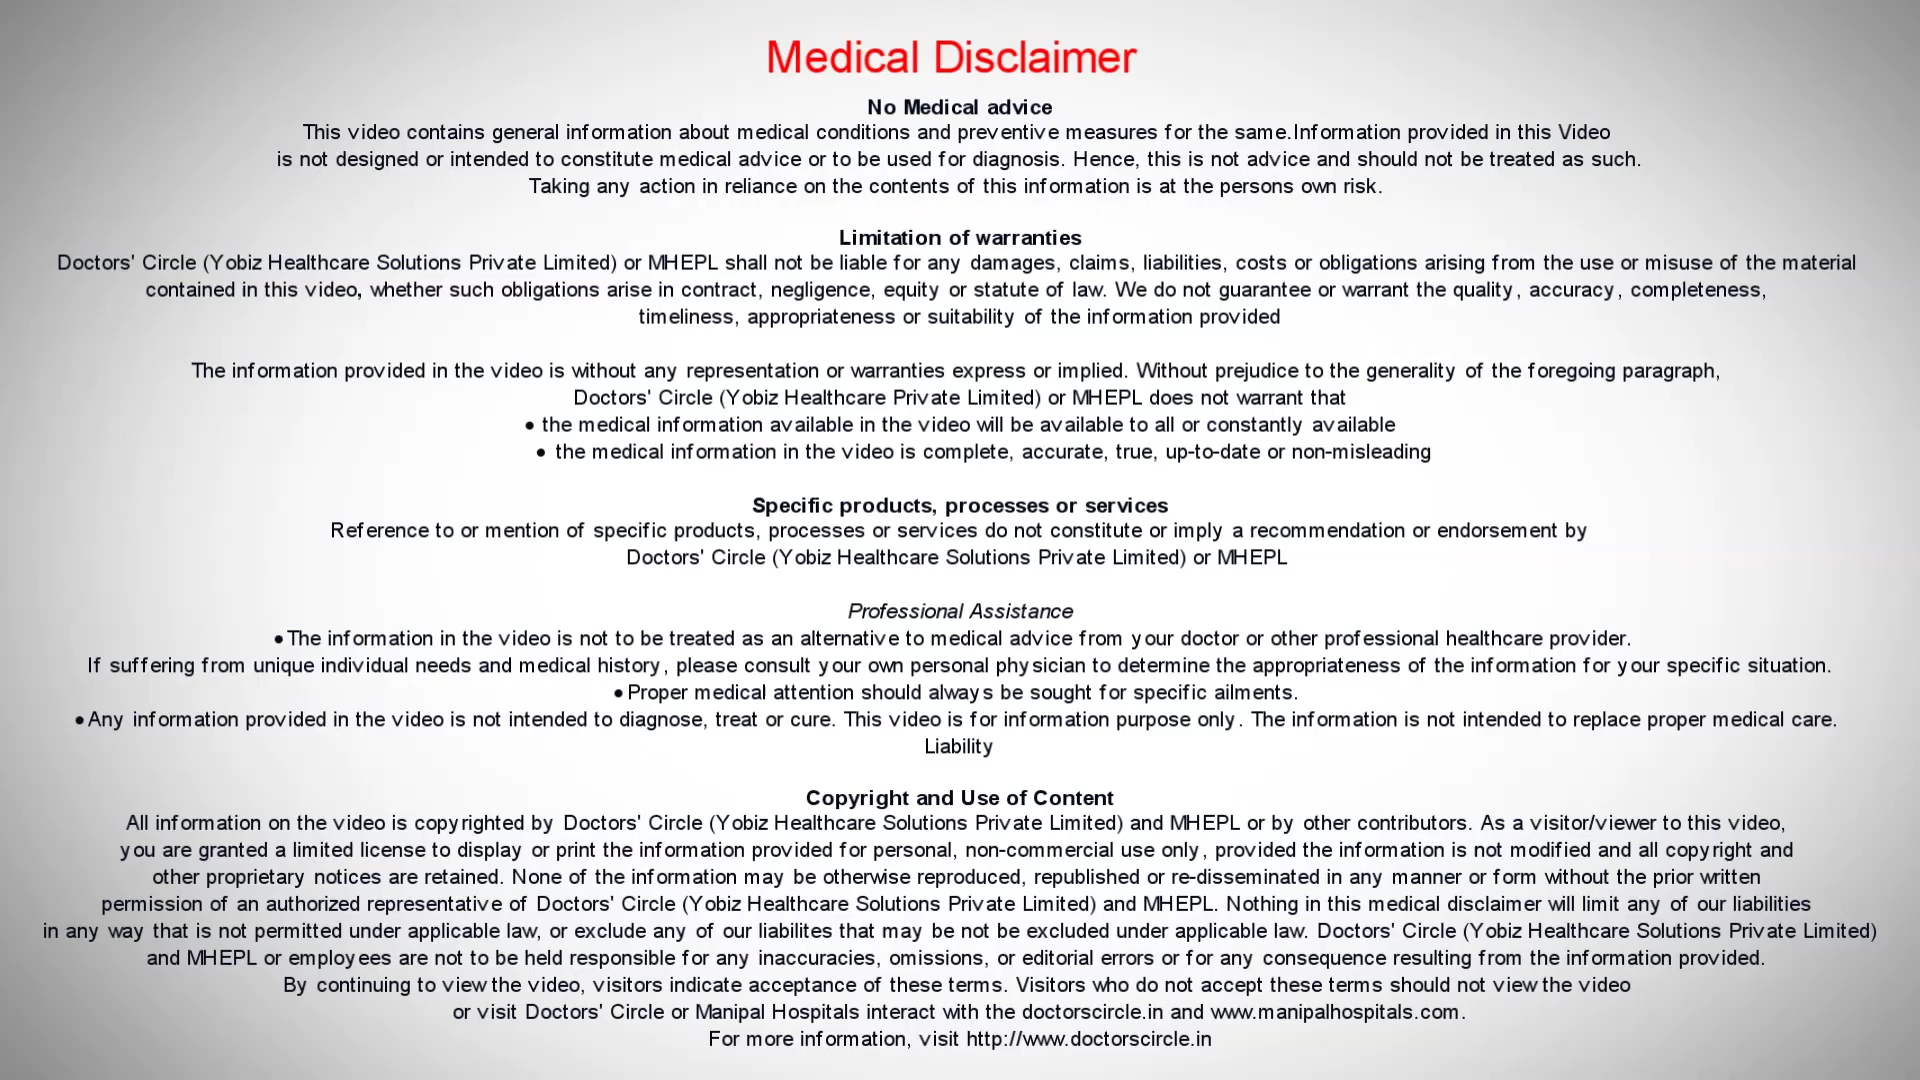 Medical Disclaimer
No Medical advice
This video contains general information about medical conditions and preventive measures for the same.Information provided in this Video
is not designed or intended to constitute medical advice or to be used for diagnosis. Hence, this is not advice and should not be treated as such.
Taking any action in reliance on the contents of this information is at the persons own risk.
Limitation of warranties
Doctors' Circle (Yobiz Healthcare Solutions Private Limited) or MHEPL shall not be liable for any damages, claims, liabilities, costs or obligations arising from the use or misuse of the material
contained in this video, whether such obligations arise in contract, negligence, equity or statute of law. We do not guarantee or warrant the quality, accuracy, completeness,
timeliness, appropriateness or suitability of the information provided
The information provided in the video is without any representation or warranties express or implied. Without prejudice to the generality of the foregoing paragraph,
Doctors' Circle (Yobiz Healthcare Private Limited) or MHEPL does not warrant that
• the medical information available in the video will be available to all or constantly available
• the medical information in the video is complete, accurate, true, up-to-date or non-misleading
Specific products, processes or services
Reference to or mention of specific products, processes or services do not constitute or imply a recommendation or endorsement by
Doctors' Circle (Yobiz Healthcare Solutions Private Limited) or MHEPL
Professional Assistance
•The information in the video is not to be treated as an alternative to medical advice from your doctor or other professional healthcare provider.
If suffering from unique individual needs and medical history, please consult your own personal physician to determine the appropriateness of the information for your specific situation.
•Proper medical attention should always be sought for specific ailments.
•Any information provided in the video is not intended to diagnose, treat or cure. This video is for information purpose only. The information is not intended to replace proper medical care.
Liability
Copyright and Use of Content
All information on the video is copyrighted by Doctors' Circle (Yobiz Healthcare Solutions Private Limited) and MHEPL or by other contributors. As a visitor/viewer to this video,
you are granted a limited license to display or print the information provided for personal, non-commercial use only, provided the information is not modified and all copyright and
other proprietary notices are retained. None of the information may be otherwise reproduced, republished or re-disseminated in any manner or form without the prior written
permission of an authorized representative of Doctors' Circle (Yobiz Healthcare Solutions Private Limited) and MHEPL. Nothing in this medical disclaimer will limit any of our liabilities
in any way that is not permitted under applicable law, or exclude any of our liabilites that may be not be excluded under applicable law. Doctors' Circle (Yobiz Healthcare Solutions Private Limited)
and MHEPL or employees are not to be held responsible for any inaccuracies, omissions, or editorial errors or for any consequence resulting from the information provided.
By continuing to view the video, visitors indicate acceptance of these terms. Visitors who do not accept these terms should not view the video
or visit Doctors' Circle or Manipal Hospitals interact with the doctorscircle.in and www.manipalhospitals.com.
For more information, visit http://www.doctorscircle.in